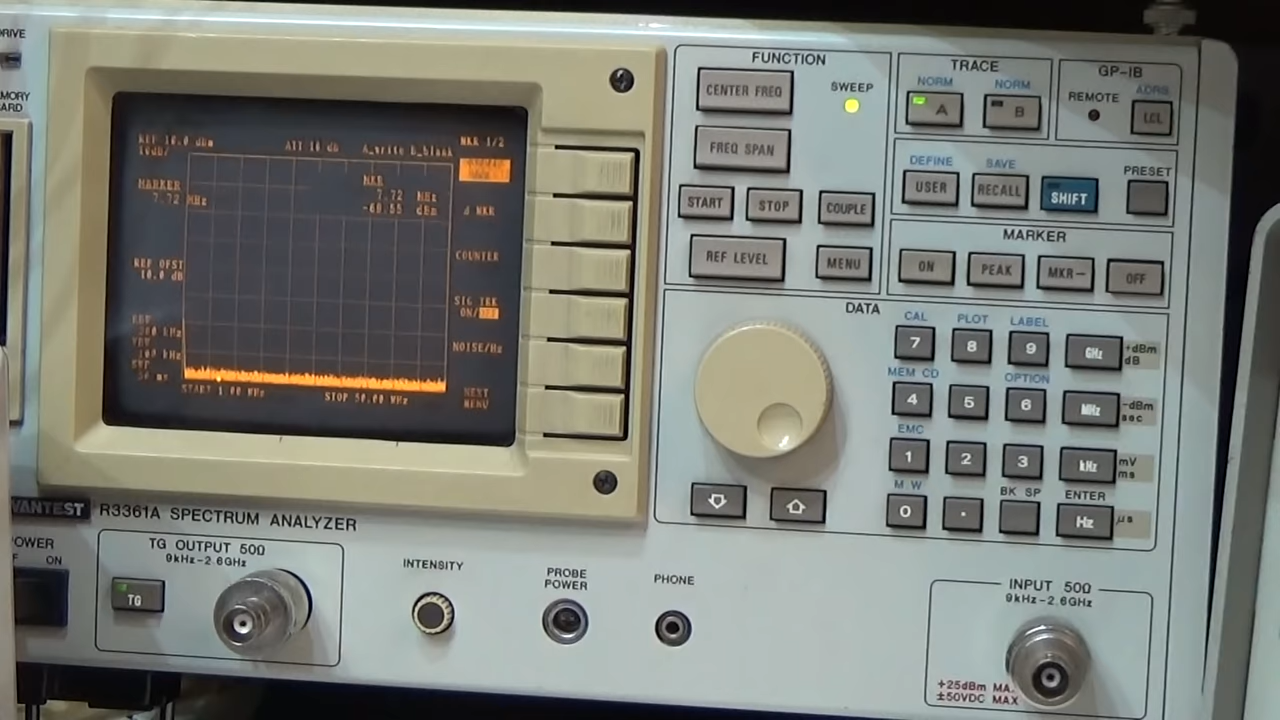 DRIVE
MEMORY
CARD
REF 10.0 dBm
10dB/
ATT 10 dB
A_write B_blank
MKR 1/2
MARKER
7.72 MHz
MKR
7.72 MHz
-60.55 dBm
Δ MKR
REF OFST
10.0 dB
COUNTER
SIG TRK
ON/OFF
NOISE/Hz
NEXT
MENU
RBW
VBW
100 kHz
SWP
START 1.00 MHz
STOP 50.00 MHz
FUNCTION
CENTER FREQ
SWEEP
FREQ SPAN
START
STOP
COUPLE
REF LEVEL
MENU
TRACE
NORM
NORM
A
B
GP-IB
REMOTE
ADRS
LCL
DEFINE
SAVE
PRESET
USER
RECALL
SHIFT
MARKER
ON
PEAK
MKR→
OFF
DATA
CAL
PLOT
LABEL
7
8
9
GHz
+dBm
dB
MEM CD
OPTION
4
5
6
MHz
-dBm
sec
EMC
1
2
3
kHz
mV
ms
M.W
BK SP
ENTER
0
.
Hz
μs
VANTEST
R3361A SPECTRUM ANALYZER
POWER
F ON
TG OUTPUT 50Ω
9kHz-2.6GHz
TG
INTENSITY
PROBE
POWER
PHONE
INPUT 50Ω
9kHz-2.6GHz
+25dBm MAX
±50VDC MAX